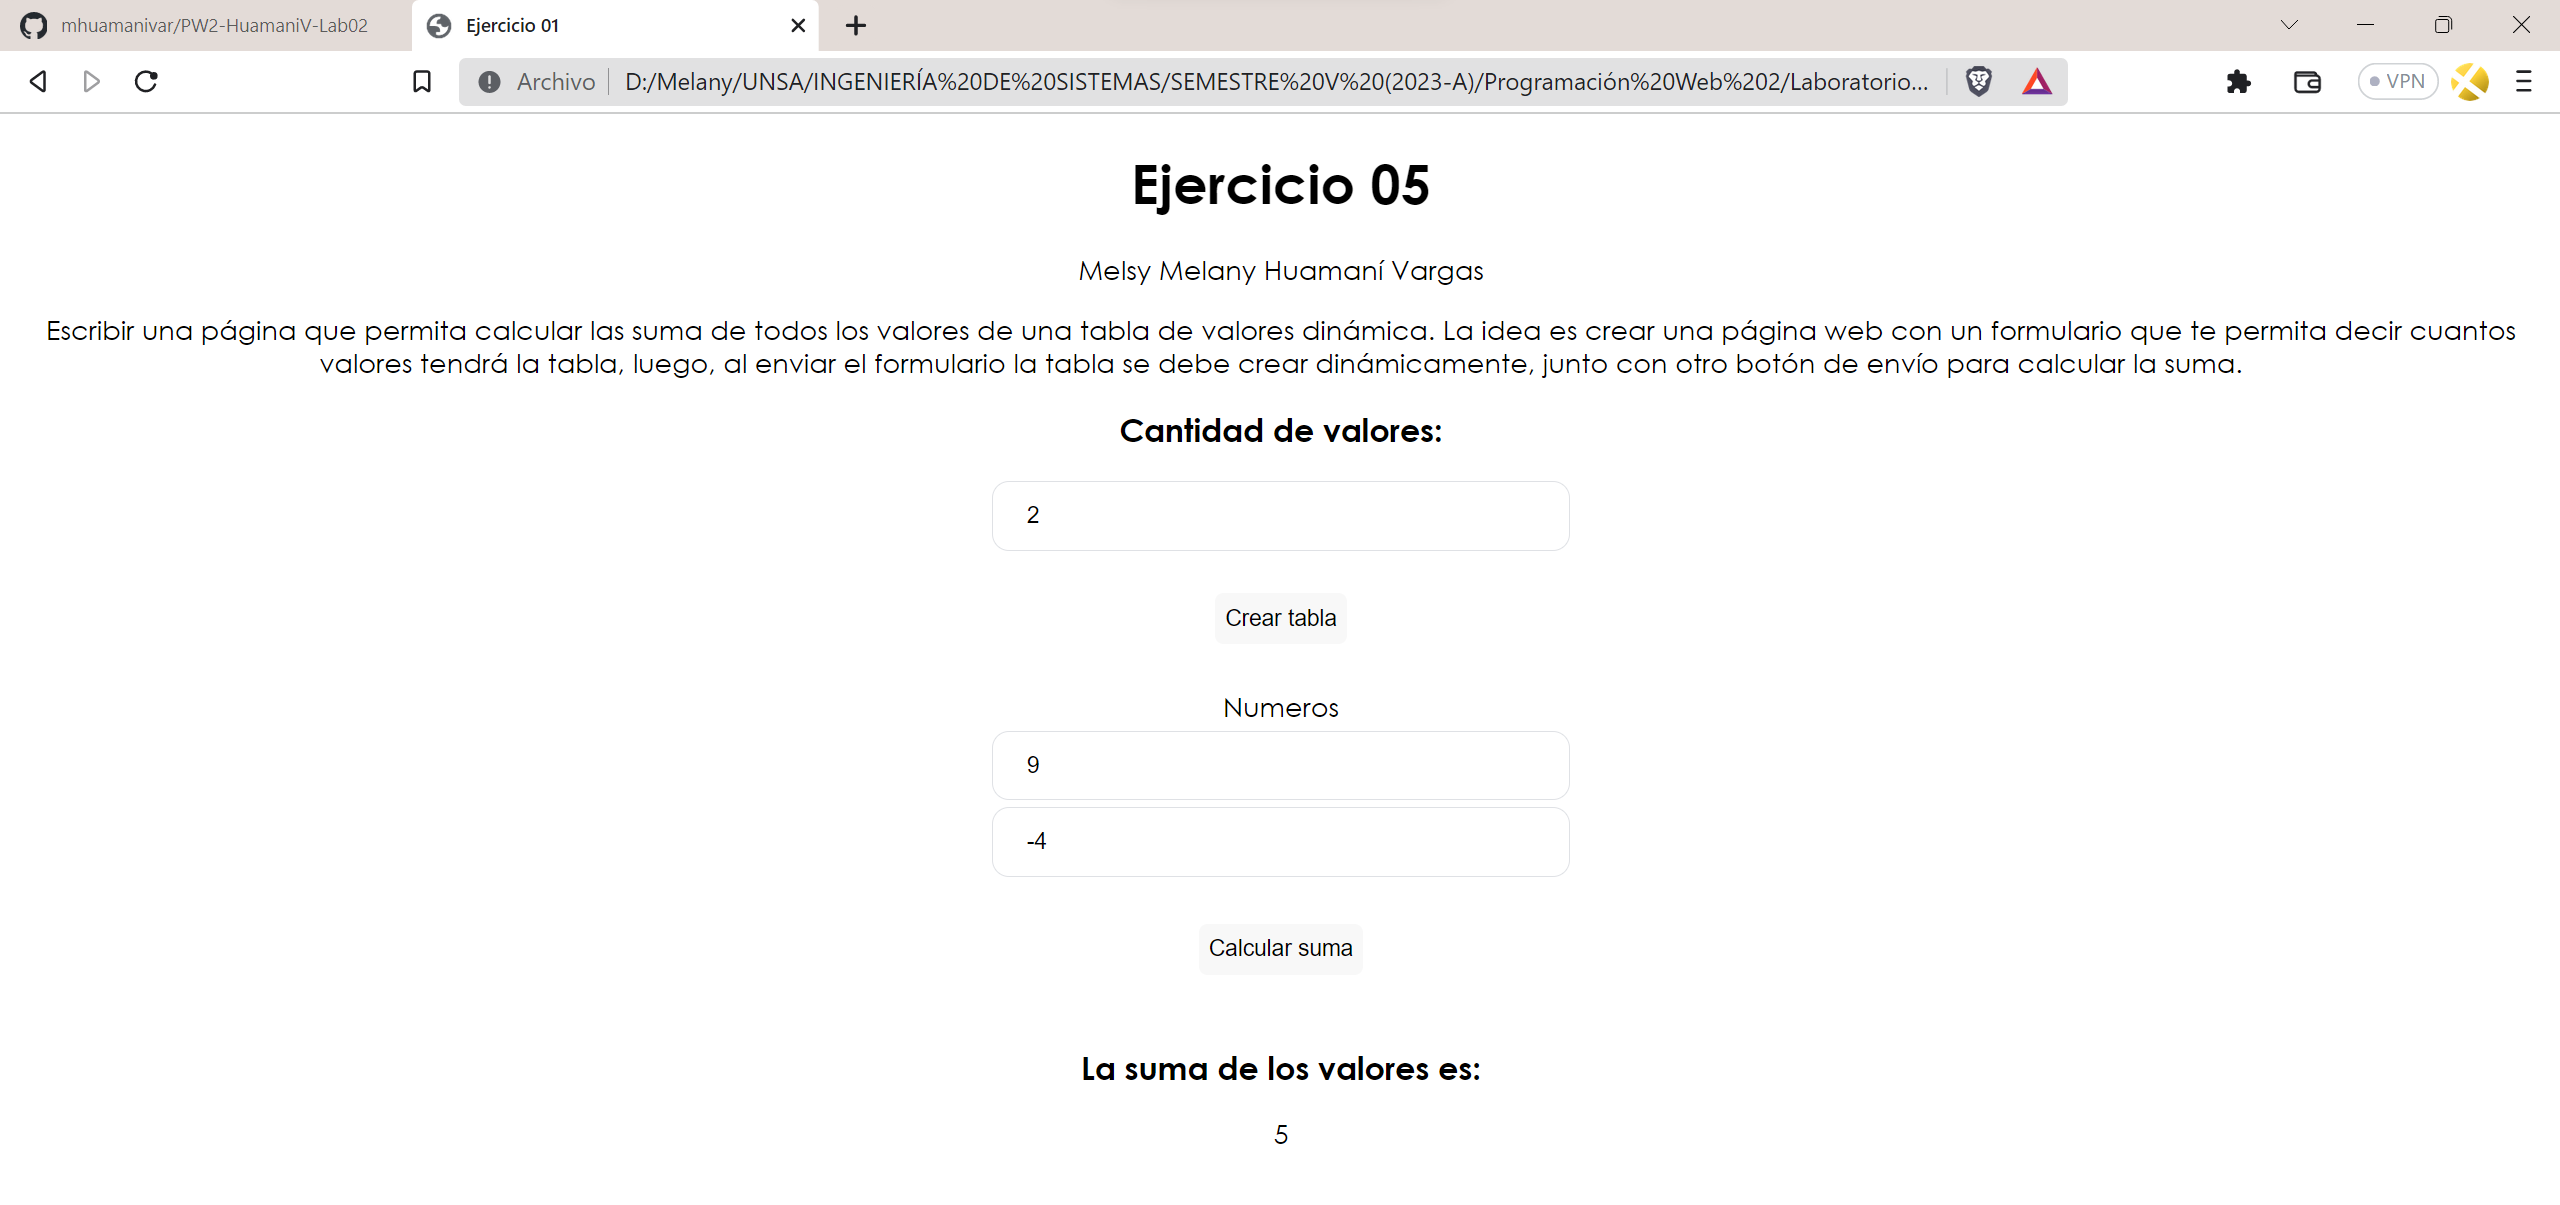 mhuamanivar/PW2-HuamaniV-Lab02
Ejercicio 01
Archivo
D:/Melany/UNSA/INGENIERÍA%20DE%20SISTEMAS/SEMESTRE%20V%20(2023-A)/Programación%20Web%202/Laboratorio...
VPN
Ejercicio 05
Melsy Melany Huamaní Vargas
Escribir una página que permita calcular las suma de todos los valores de una tabla de valores dinámica. La idea es crear una página web con un formulario que te permita decir cuantos
valores tendrá la tabla, luego, al enviar el formulario la tabla se debe crear dinámicamente, junto con otro botón de envío para calcular la suma.
Cantidad de valores:
2
Crear tabla
Numeros
9
-4
Calcular suma
La suma de los valores es:
5